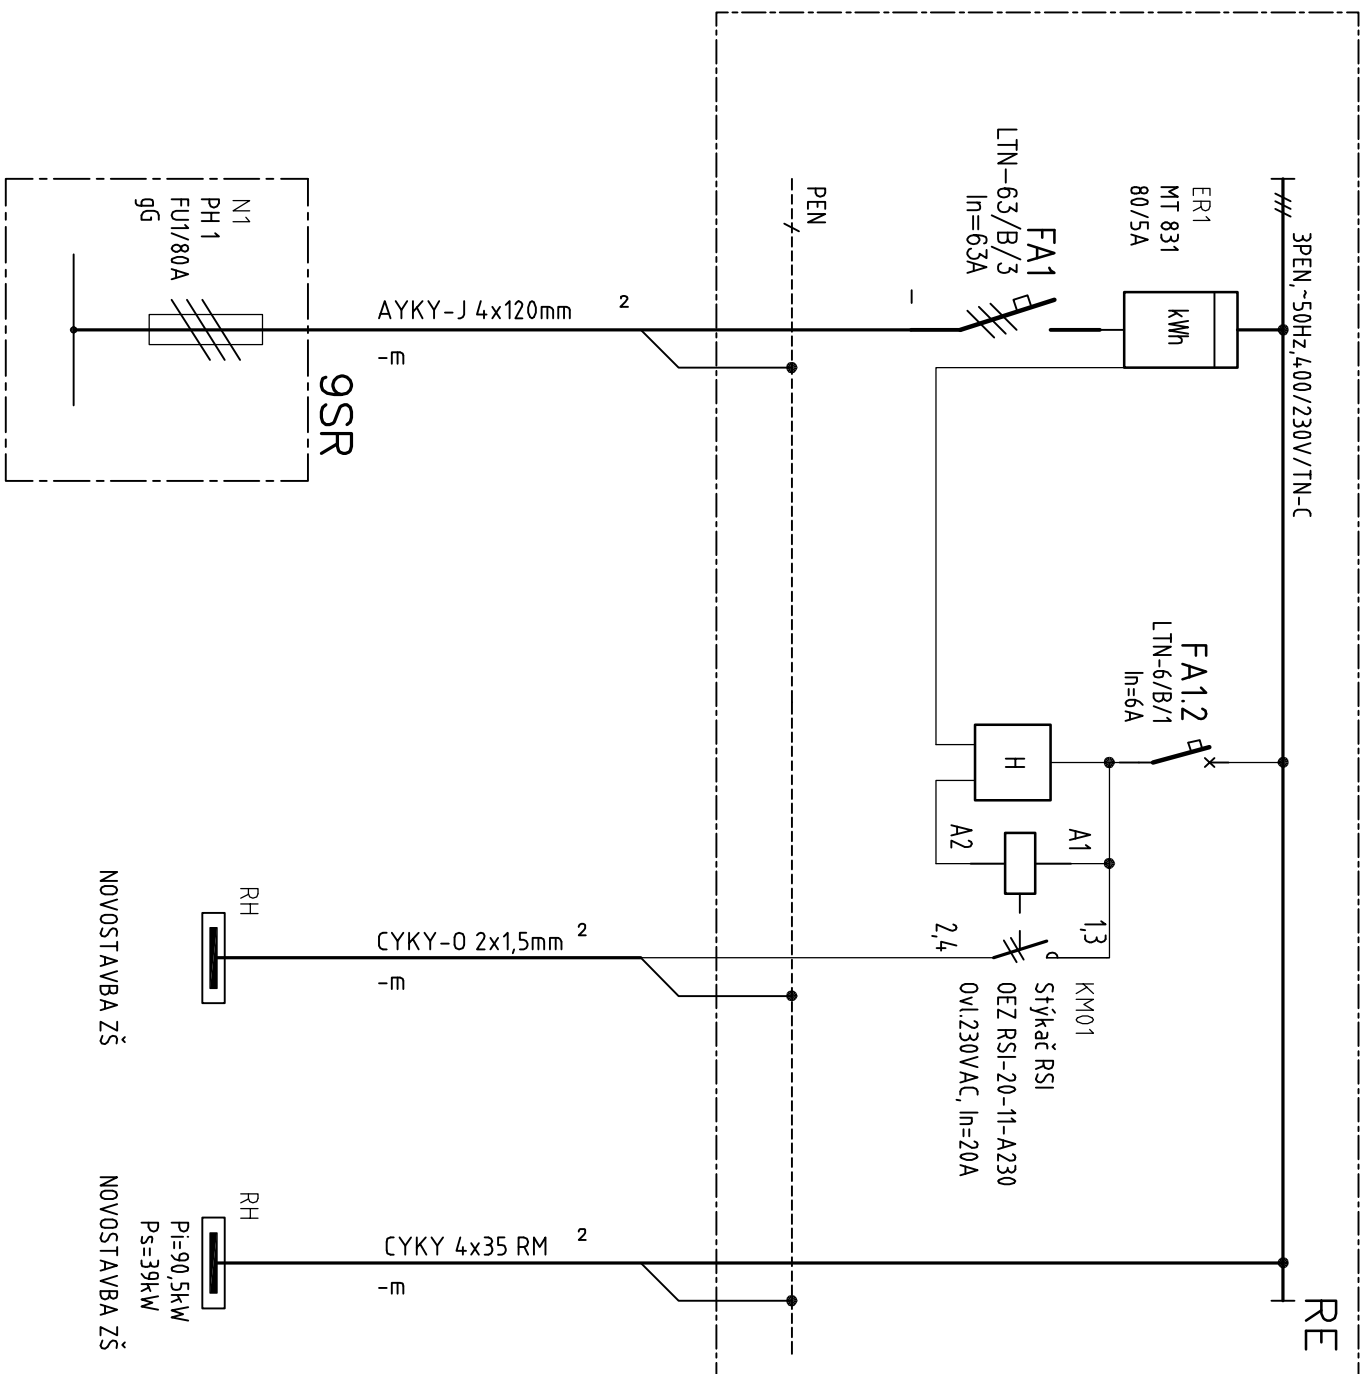 RE
3PEN,~50Hz,400/230V/TN-C
ER1
MT 831
80/5A
kWh
FA1
LTN-63/B/3
In=63A
PEN
AYKY-J 4x120mm 2
-m
9SR
N1
PH 1
FU1/80A
gG
FA1.2
LTN-6/B/1
In=6A
H
A1
A2
1,3
2,4
KM01
Stýkač RSI
OEZ RSI-20-11-A230
Ovl.230VAC, In=20A
CYKY-O 2x1,5mm 2
-m
RH
NOVOSTAVBA ZŠ
CYKY 4x35 RM 2
-m
RH
Pi=90,5kW
Ps=39kW
NOVOSTAVBA ZŠ